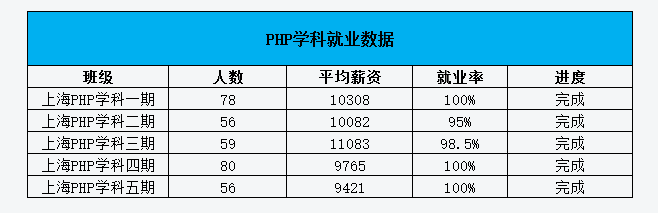 PHP学科就业数据
班级 人数 平均薪资 就业率 进度
上海PHP学科一期 78 10308 100% 完成
上海PHP学科二期 56 10082 95% 完成
上海PHP学科三期 59 11083 98.5% 完成
上海PHP学科四期 80 9765 100% 完成
上海PHP学科五期 56 9421 100% 完成